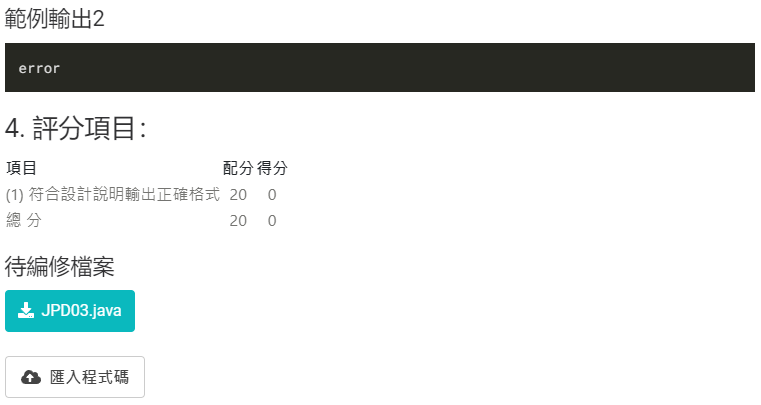 範例輸出2
error
4. 評分項目：
項目 配分 得分
(1) 符合設計說明輸出正確格式 20 0
總 分 20 0
待編修檔案
JPD03.java
匯入程式碼